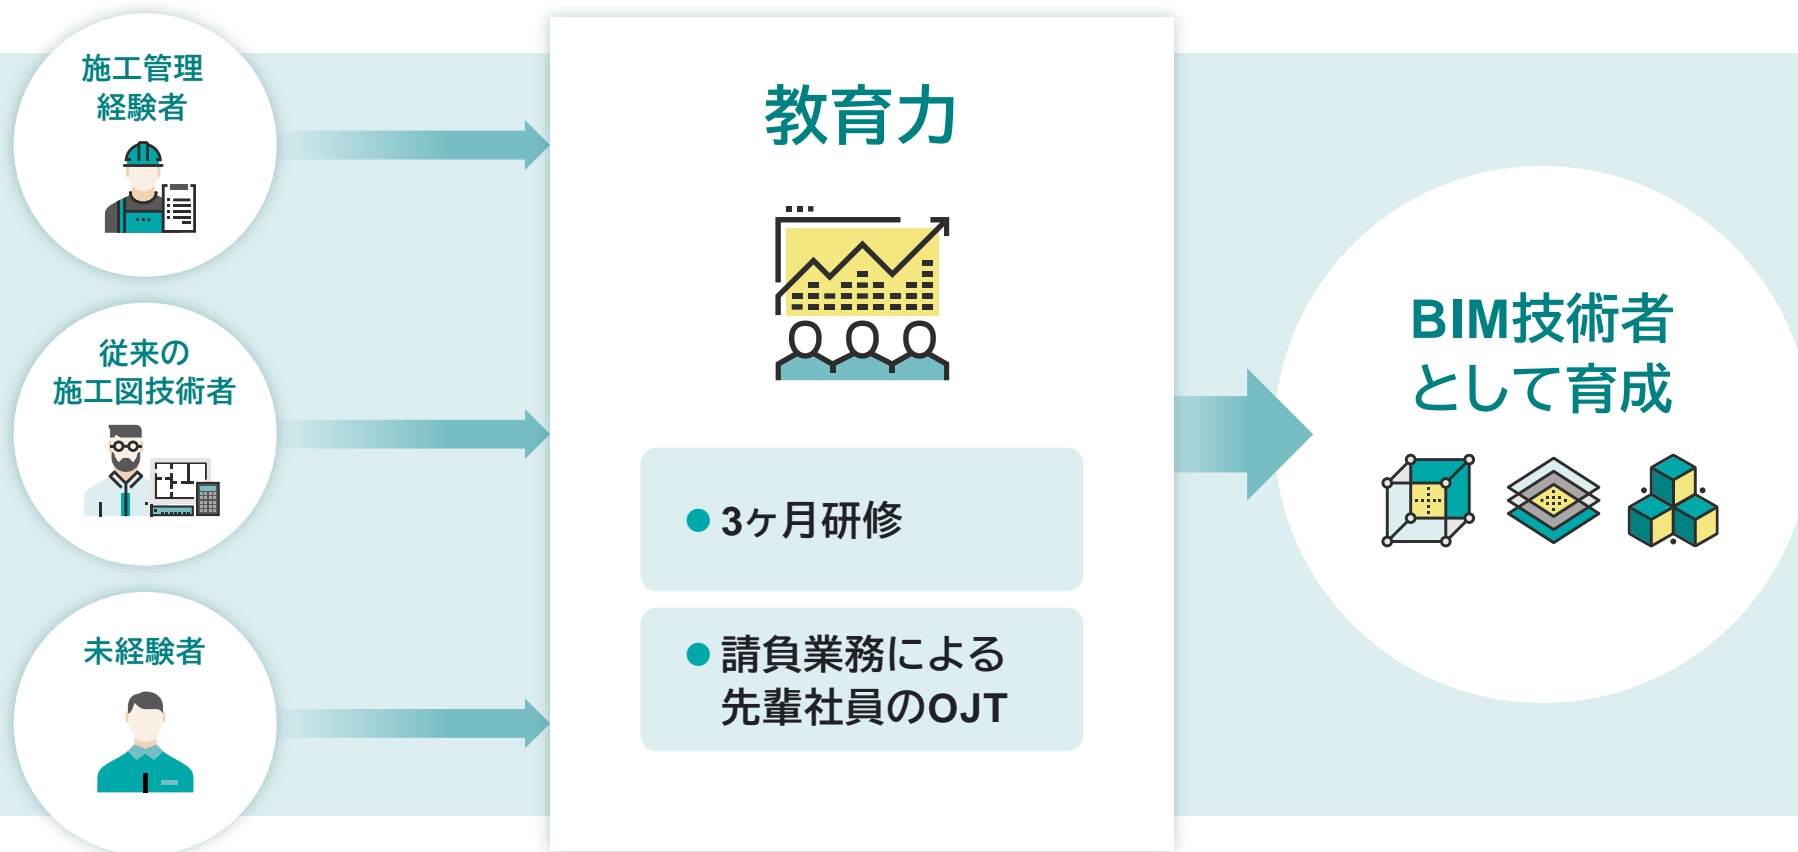 施工管理
経験者
従来の
施工図技術者
未経験者
教育力
● 3ヶ月研修
● 請負業務による
先輩社員のOJT
BIM技術者
として育成